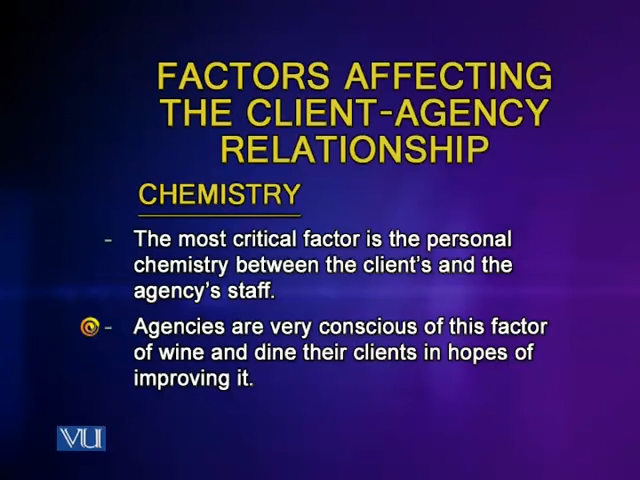 FACTORS AFFECTING
THE CLIENT-AGENCY
RELATIONSHIP
CHEMISTRY
- The most critical factor is the personal
chemistry between the client's and the
agency's staff.
- Agencies are very conscious of this factor
of wine and dine their clients in hopes of
improving it.
VU